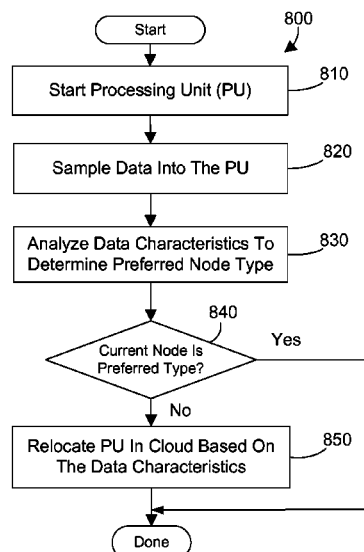 Start
800
Start Processing Unit (PU)
810
Sample Data Into The PU
820
Analyze Data Characteristics To
Determine Preferred Node Type
830
840
Current Node Is
Preferred Type?
Yes
No
Relocate PU In Cloud Based On
The Data Characteristics
850
Done